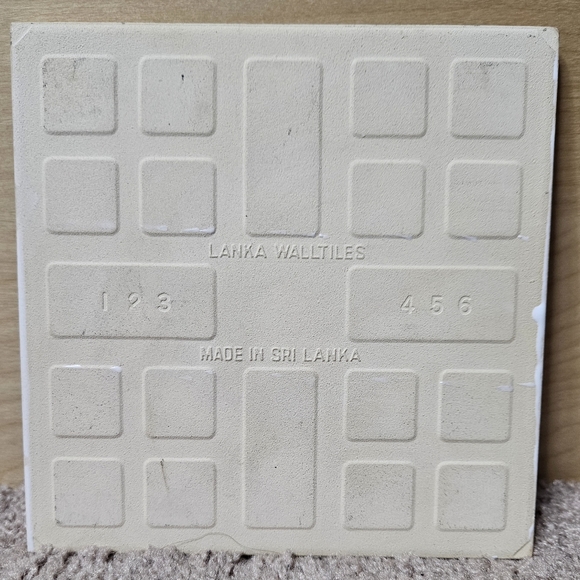 LANKA WALLTILES
1 2 3
4 5 6
MADE IN SRI LANKA